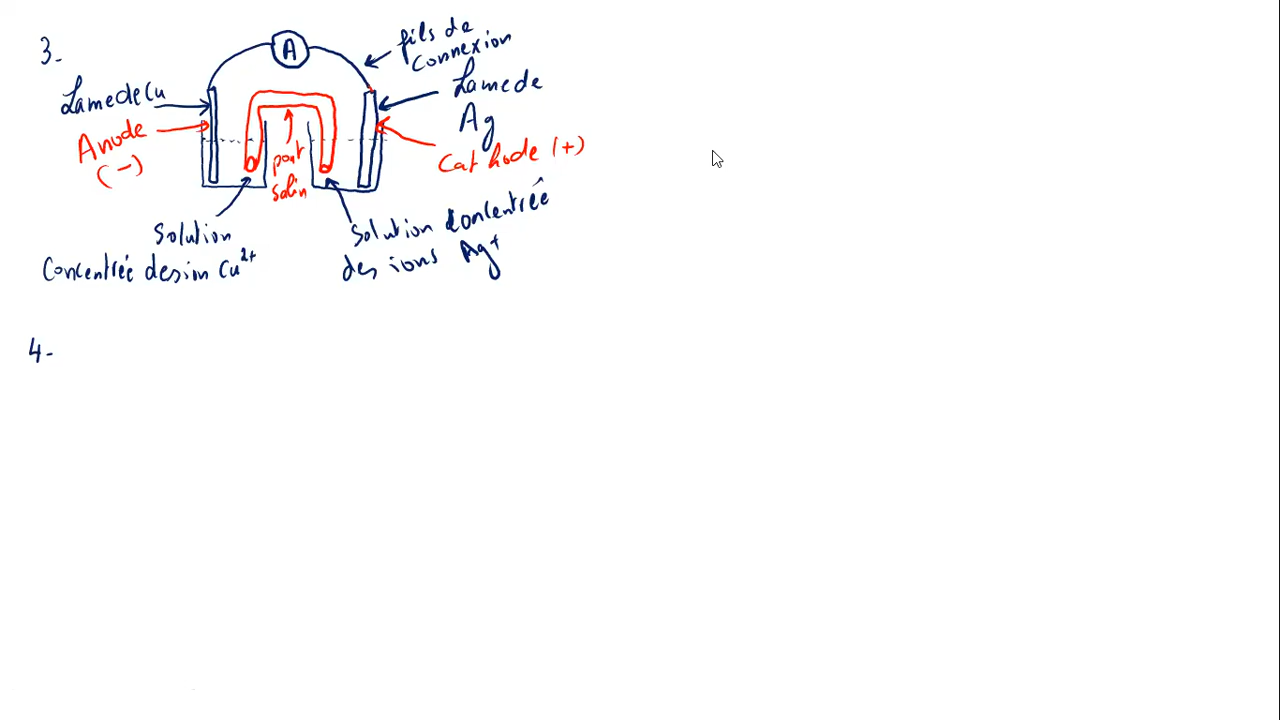 3-
A
fils de
connexion
Lame de Cu
Lame de
Ag
Anode
(-)
Cathode (+)
pont
salin
Solution
Concentrée des ion Cu²⁺
Solution concentrée
des ions Ag⁺
4-